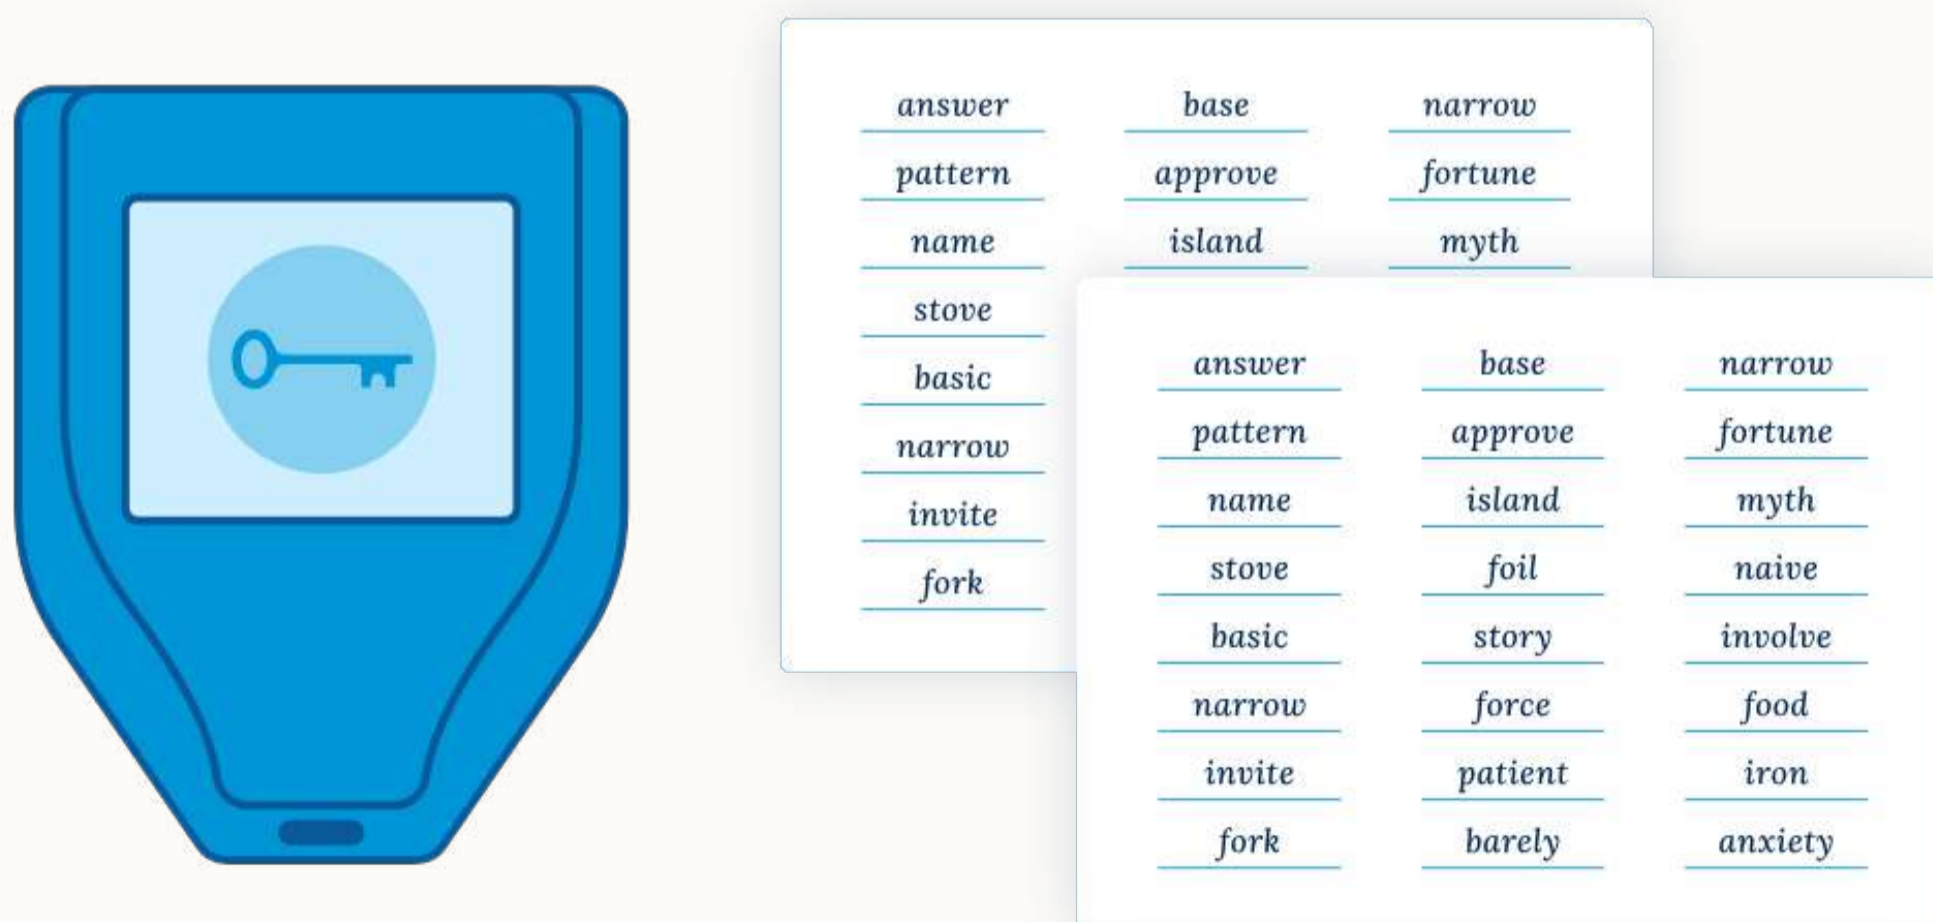 answer base narrow
pattern approve fortune
name island myth
stove
basic
narrow
invite
fork
answer base narrow
pattern approve fortune
name island myth
stove foil naive
basic story involve
narrow force food
invite patient iron
fork barely anxiety